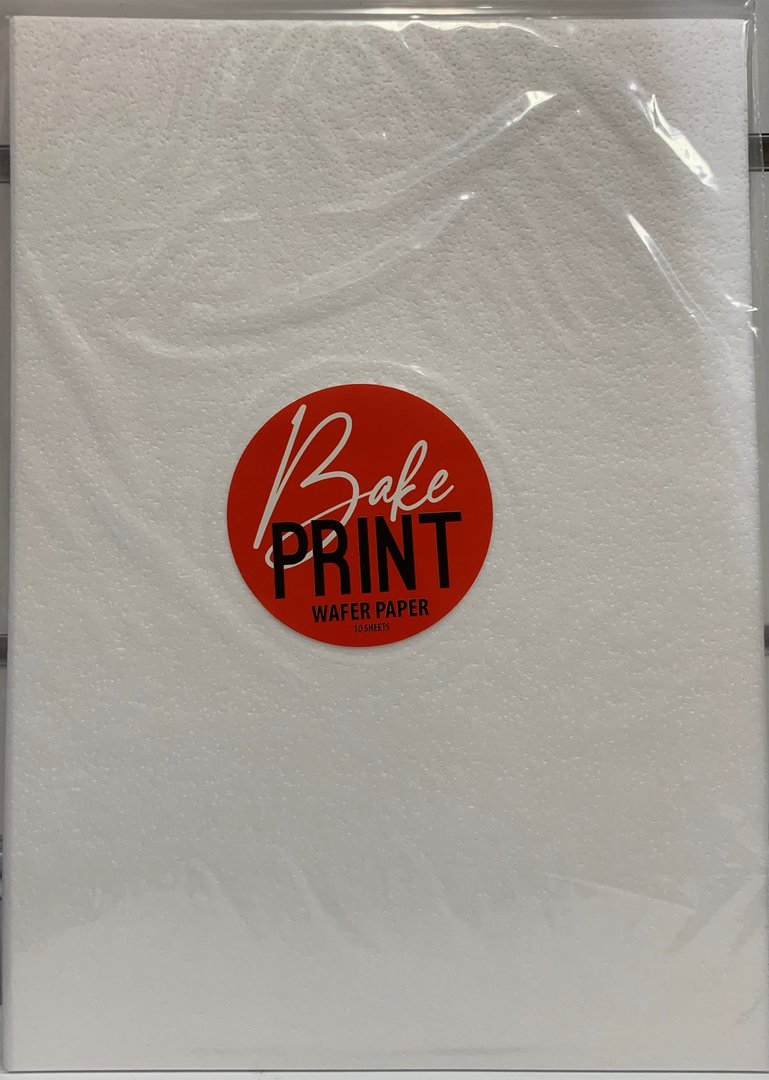 Bake
PRINT
WAFER PAPER
10 SHEETS